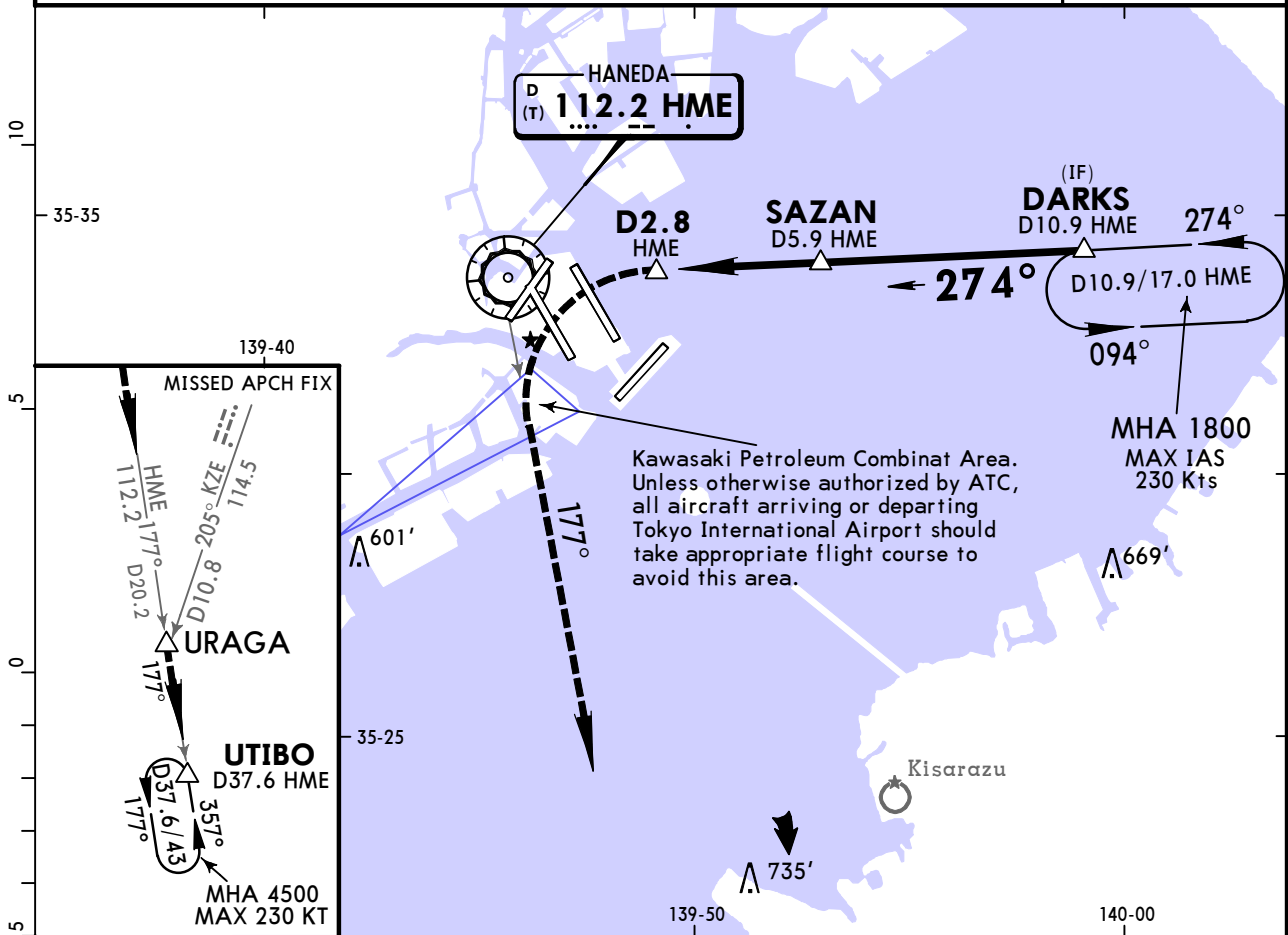 HANEDA
D
(T)
112.2 HME
10
35-35
D2.8
HME
SAZAN
D5.9 HME
(IF)
DARKS
D10.9 HME
274°
D10.9/17.0 HME
274°
094°
139-40
MISSED APCH FIX
5
HME
112.2
177°
D20.2
205° KZE
114.5
D10.8
MHA 1800
MAX IAS
230 Kts
Kawasaki Petroleum Combinat Area.
Unless otherwise authorized by ATC,
all aircraft arriving or departing
Tokyo International Airport should
take appropriate flight course to
avoid this area.
177°
601'
669'
URAGA
0
177°
UTIBO
D37.6 HME
35-25
D37.6/43
177°
357°
Kisarazu
735'
MHA 4500
MAX 230 KT
139-50
140-00
5